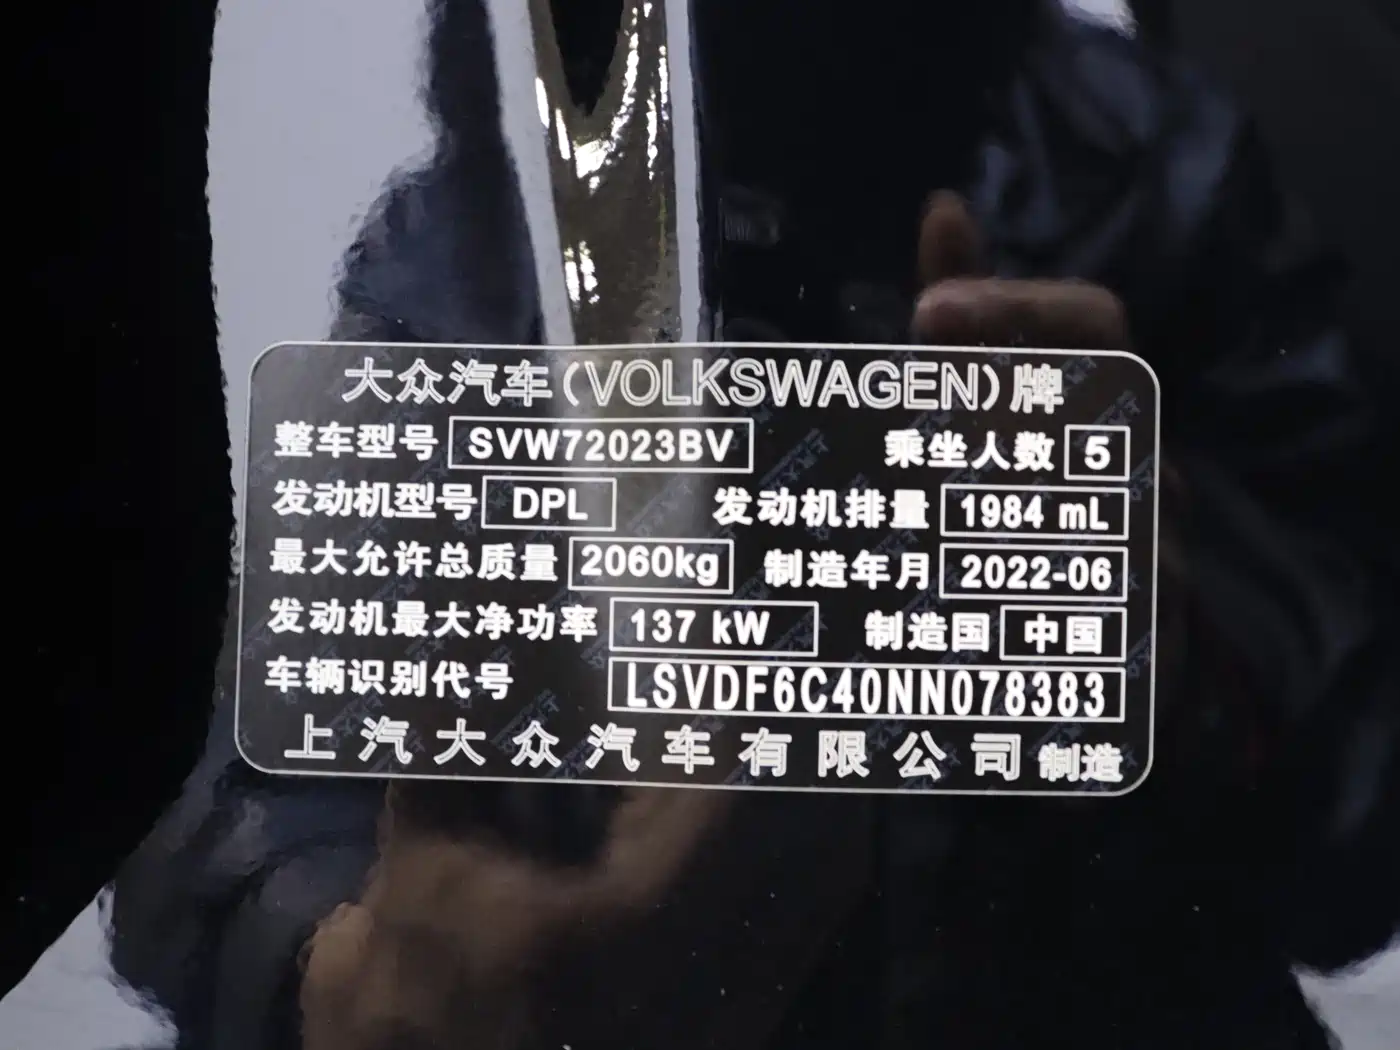 大众汽车(VOLKSWAGEN)牌
整车型号 SVW72023BV 乘坐人数 5
发动机型号 DPL 发动机排量 1984 mL
最大允许总质量 2060kg 制造年月 2022-06
发动机最大净功率 137 kW 制造国 中国
车辆识别代号 LSVDF6C40NN078383
上汽大众汽车有限公司 制造